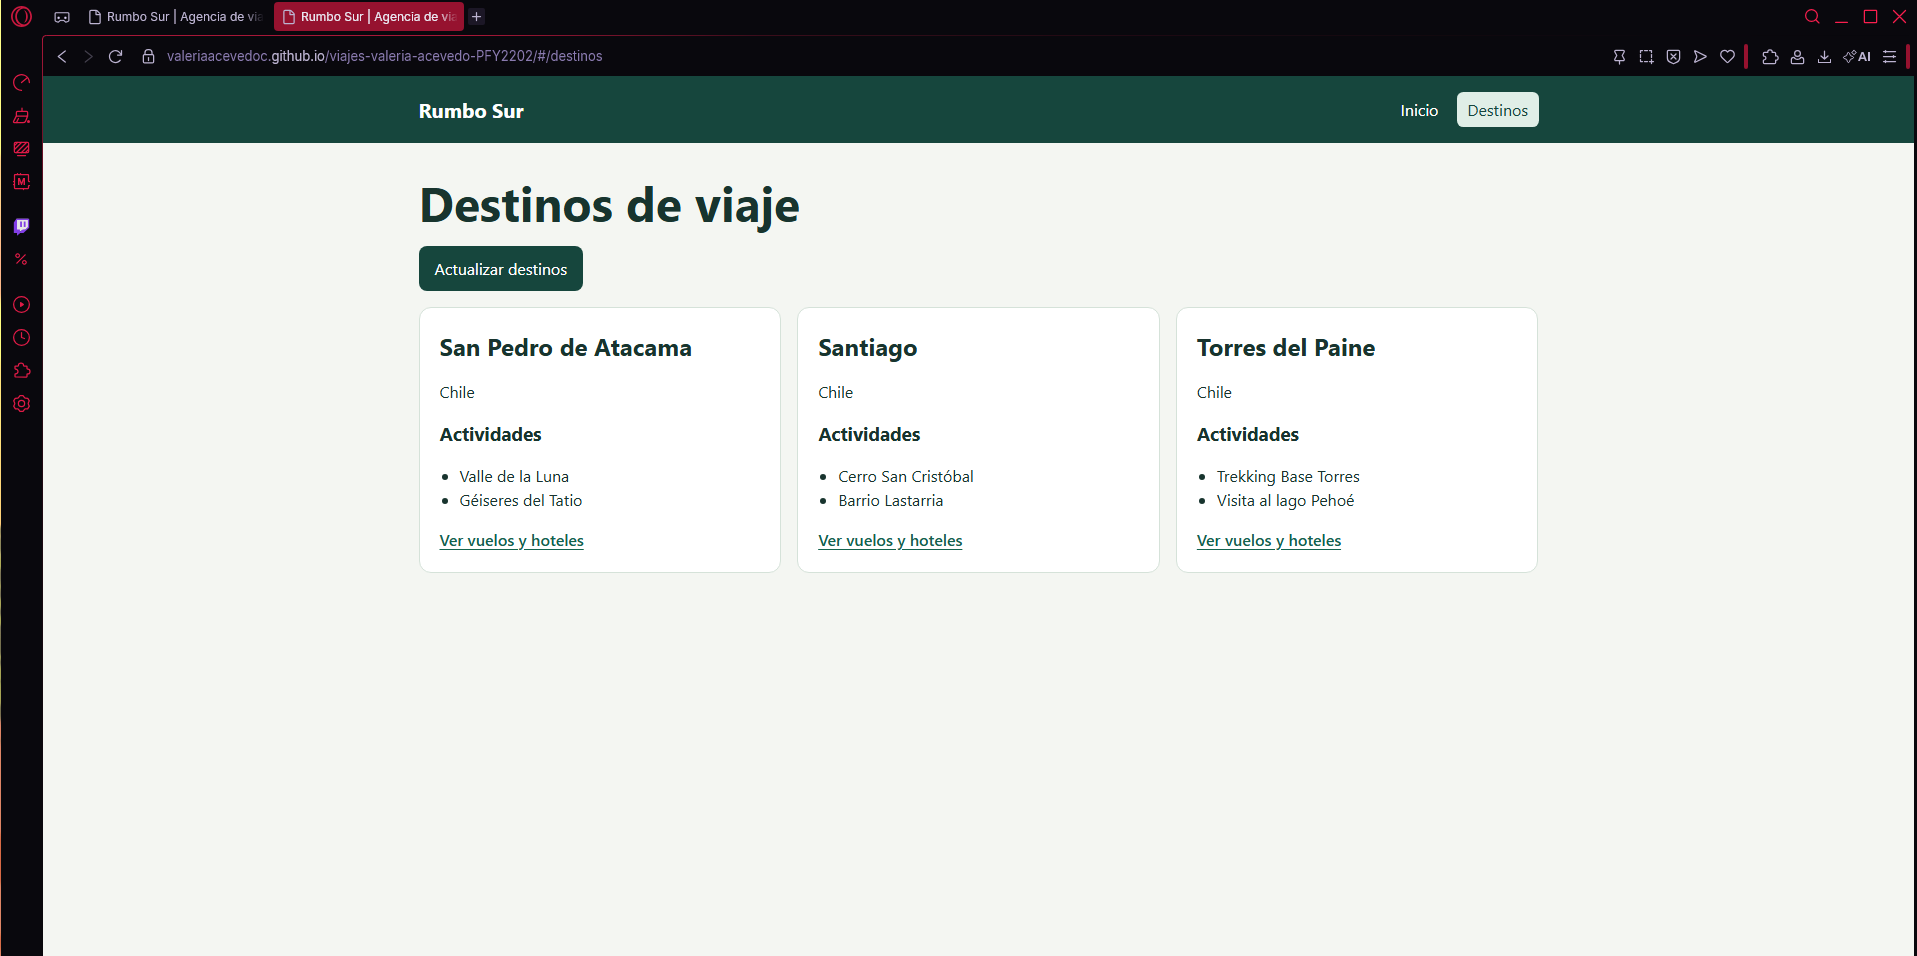 Rumbo Sur | Agencia de via
Rumbo Sur | Agencia de via
valeriaacevedoc.github.io/viajes-valeria-acevedo-PFY2202/#/destinos
AI
M
Rumbo Sur
Inicio
Destinos
Destinos de viaje
Actualizar destinos
San Pedro de Atacama
Chile
Actividades
Valle de la Luna
Géiseres del Tatio
Ver vuelos y hoteles
Santiago
Chile
Actividades
Cerro San Cristóbal
Barrio Lastarria
Ver vuelos y hoteles
Torres del Paine
Chile
Actividades
Trekking Base Torres
Visita al lago Pehoé
Ver vuelos y hoteles